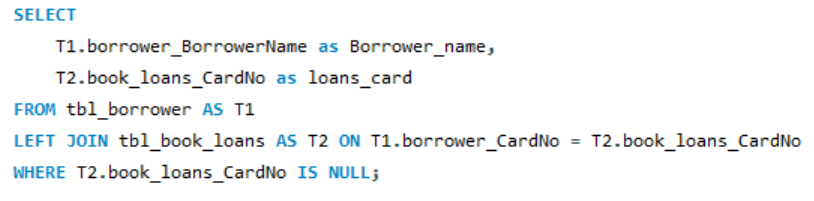 SELECT
    T1.borrower_BorrowerName as Borrower_name,
    T2.book_loans_CardNo as loans_card
FROM tbl_borrower AS T1
LEFT JOIN tbl_book_loans AS T2 ON T1.borrower_CardNo = T2.book_loans_CardNo
WHERE T2.book_loans_CardNo IS NULL;